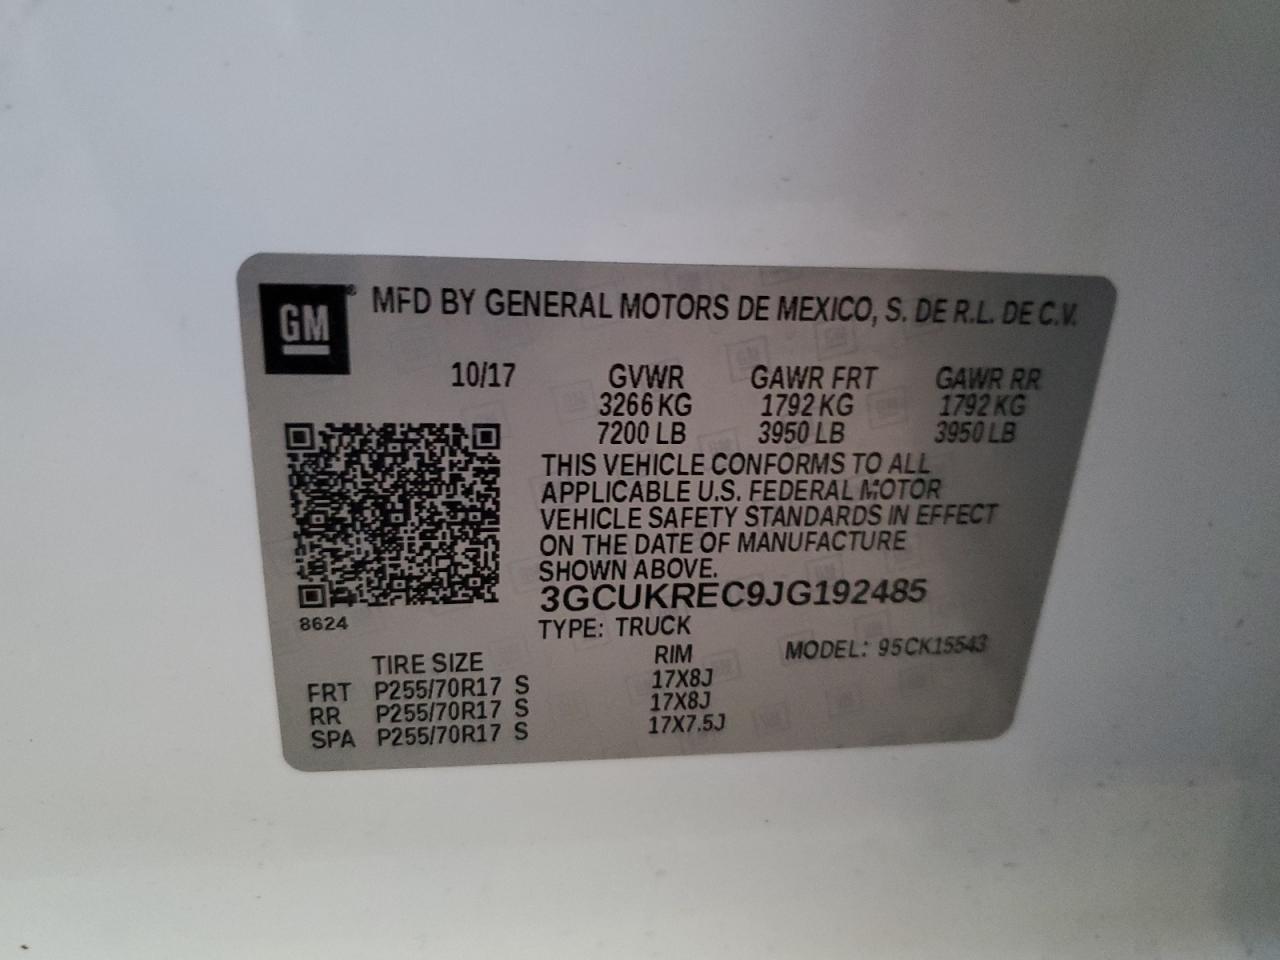 GM® MFD BY GENERAL MOTORS DE MEXICO, S. DE R.L. DE C.V.
10/17 GVWR GAWR FRT GAWR RR
3266 KG 1792 KG 1792 KG
7200 LB 3950 LB 3950 LB
THIS VEHICLE CONFORMS TO ALL
APPLICABLE U.S. FEDERAL MOTOR
VEHICLE SAFETY STANDARDS IN EFFECT
ON THE DATE OF MANUFACTURE
SHOWN ABOVE.
3GCUKREC9JG192485
8624
TYPE: TRUCK MODEL: 95CK15543
TIRE SIZE RIM
FRT P255/70R17 S 17X8J
RR P255/70R17 S 17X8J
SPA P255/70R17 S 17X7.5J